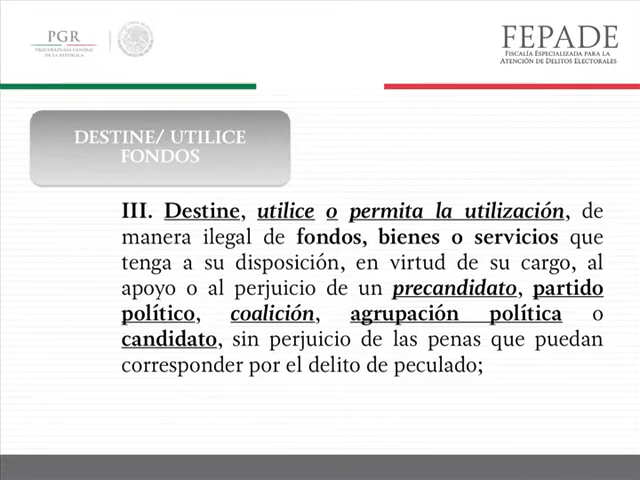 PGR
PROCURADURÍA GENERAL
DE LA REPÚBLICA
FEPADE
FISCALÍA ESPECIALIZADA PARA LA
ATENCIÓN DE DELITOS ELECTORALES
DESTINE/ UTILICE
FONDOS
III. Destine, utilice o permita la utilización, de
manera ilegal de fondos, bienes o servicios que
tenga a su disposición, en virtud de su cargo, al
apoyo o al perjuicio de un precandidato, partido
político, coalición, agrupación política o
candidato, sin perjuicio de las penas que puedan
corresponder por el delito de peculado;